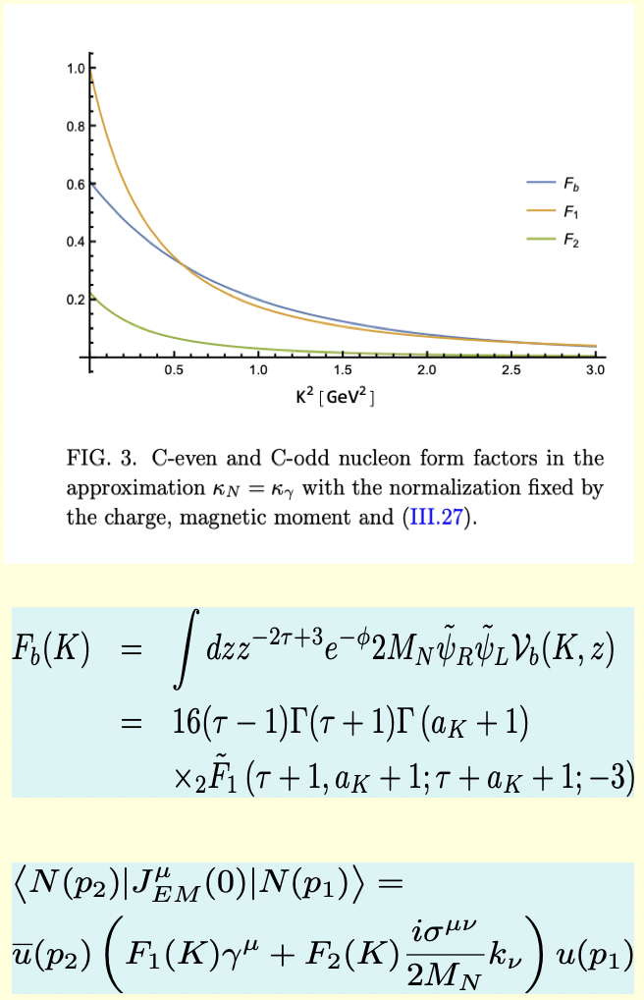 1.0
0.8
0.6
0.4
0.2
0.5 1.0 1.5 2.0 2.5 3.0
K² [GeV²]
F_b
F_1
F_2
FIG. 3. C-even and C-odd nucleon form factors in the
approximation κ_N = κ_γ with the normalization fixed by
the charge, magnetic moment and (III.27).
F_b(K) = ∫ dzz^{−2τ+3}e^{−ϕ}2M_N ψ̃_R ψ̃_L 𝒱_b(K, z)
= 16(τ − 1)Γ(τ + 1)Γ (a_K + 1)
×₂F̃₁ (τ + 1, a_K + 1; τ + a_K + 1; −3)
⟨N(p_2)|J^μ_{EM}(0)|N(p_1)⟩ =
u̅(p_2) ( F_1(K)γ^μ + F_2(K) \frac{iσ^{μν}}{2M_N} k_ν ) u(p_1)